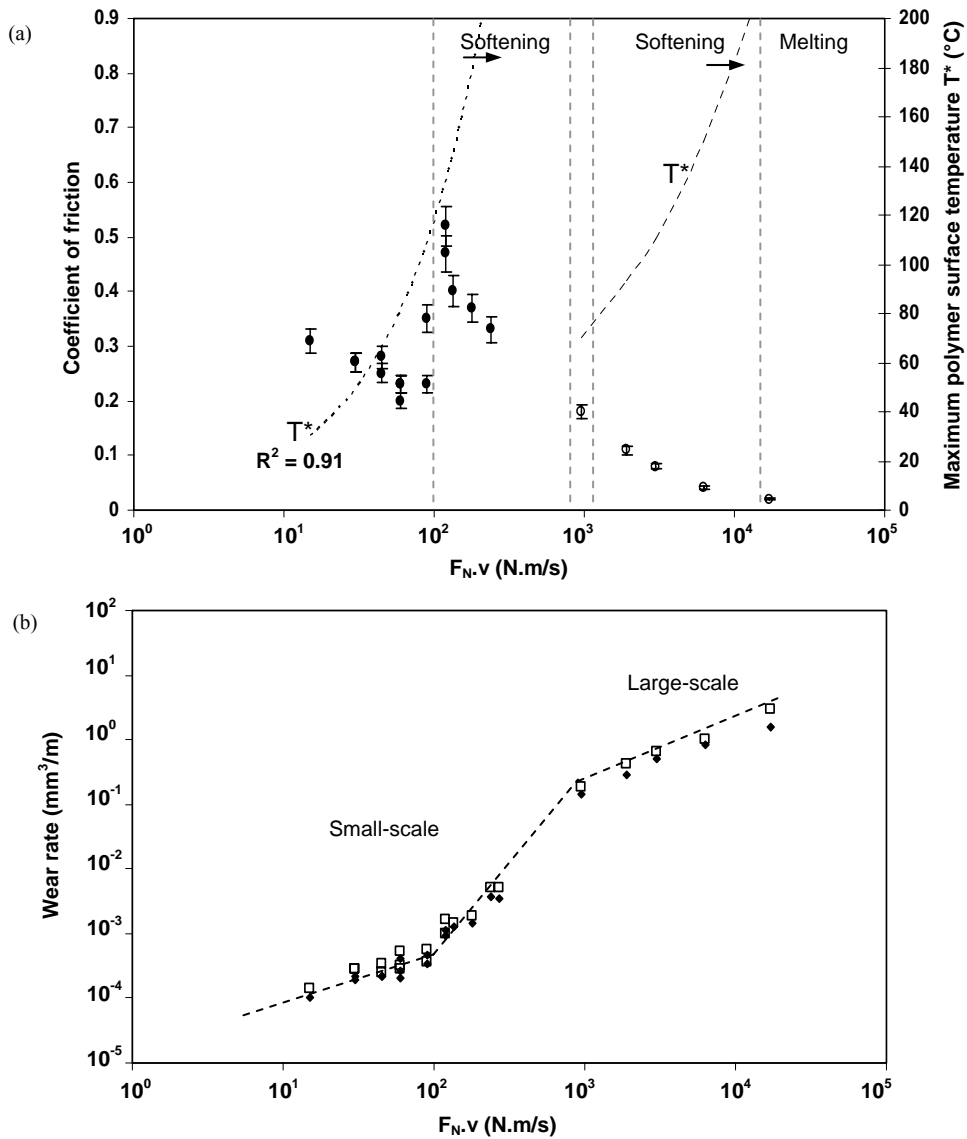 (a)
Softening
Softening
Melting
0.9
0.8
0.7
0.6
0.5
0.4
0.3
0.2
0.1
0
Coefficient of friction
T*
R² = 0.91
T*
200
180
160
140
120
100
80
60
40
20
0
Maximum polymer surface temperature T* (°C)
10⁰ 10¹ 10² 10³ 10⁴ 10⁵
F_N.v (N.m/s)
(b)
10²
10¹
10⁰
10⁻¹
10⁻²
10⁻³
10⁻⁴
10⁻⁵
Wear rate (mm³/m)
Large-scale
Small-scale
10⁰ 10¹ 10² 10³ 10⁴ 10⁵
F_N.v (N.m/s)